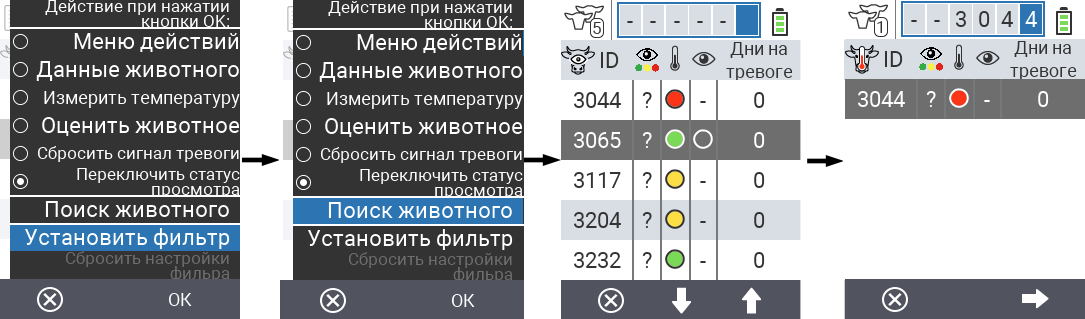 Действие при нажатии
кнопки OK:
Меню действий
Данные животного
Измерить температуру
Оценить животное
Сбросить сигнал тревоги
Переключить статус
просмотра
Поиск животного
Установить фильтр
Сбросить настройки
фильра
OK
Действие при нажатии
кнопки OK:
Меню действий
Данные животного
Измерить температуру
Оценить животное
Сбросить сигнал тревоги
Переключить статус
просмотра
Поиск животного
Установить фильтр
Сбросить настройки
фильра
OK
5 - - - - -
ID Дни на
тревоге
3044 ? - 0
3065 ? 0
3117 ? - 0
3204 ? - 0
3232 ? - 0
1 - - 3 0 4 4
ID Дни на
тревоге
3044 ? - 0